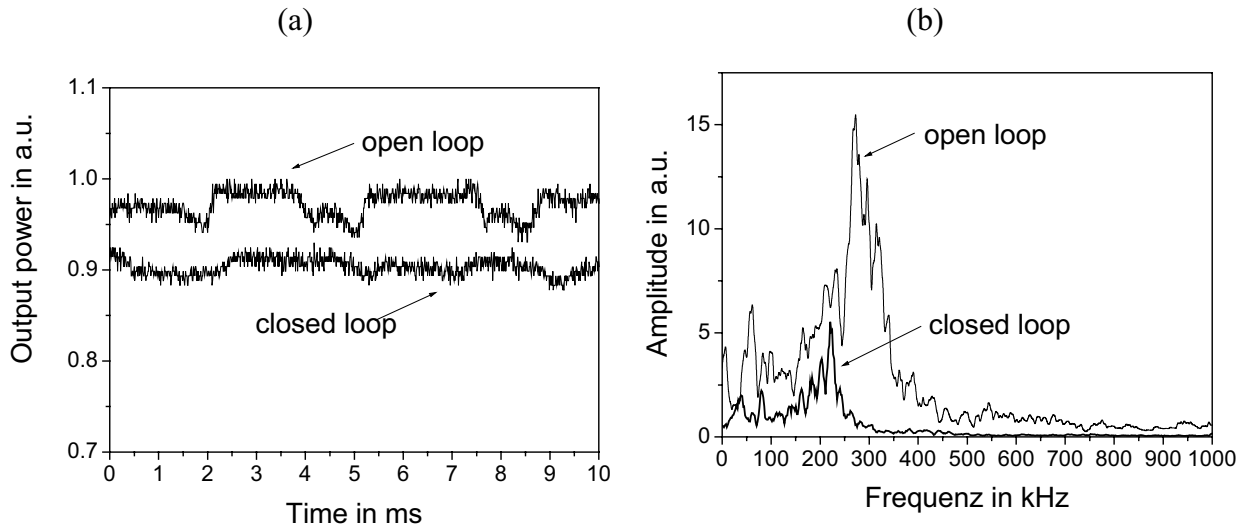 (a)
(b)
Output power in a.u.
1.1
1.0
0.9
0.8
0.7
open loop
closed loop
0 1 2 3 4 5 6 7 8 9 10
Time in ms
Amplitude in a.u.
15
10
5
0
open loop
closed loop
0 100 200 300 400 500 600 700 800 900 1000
Frequenz in kHz